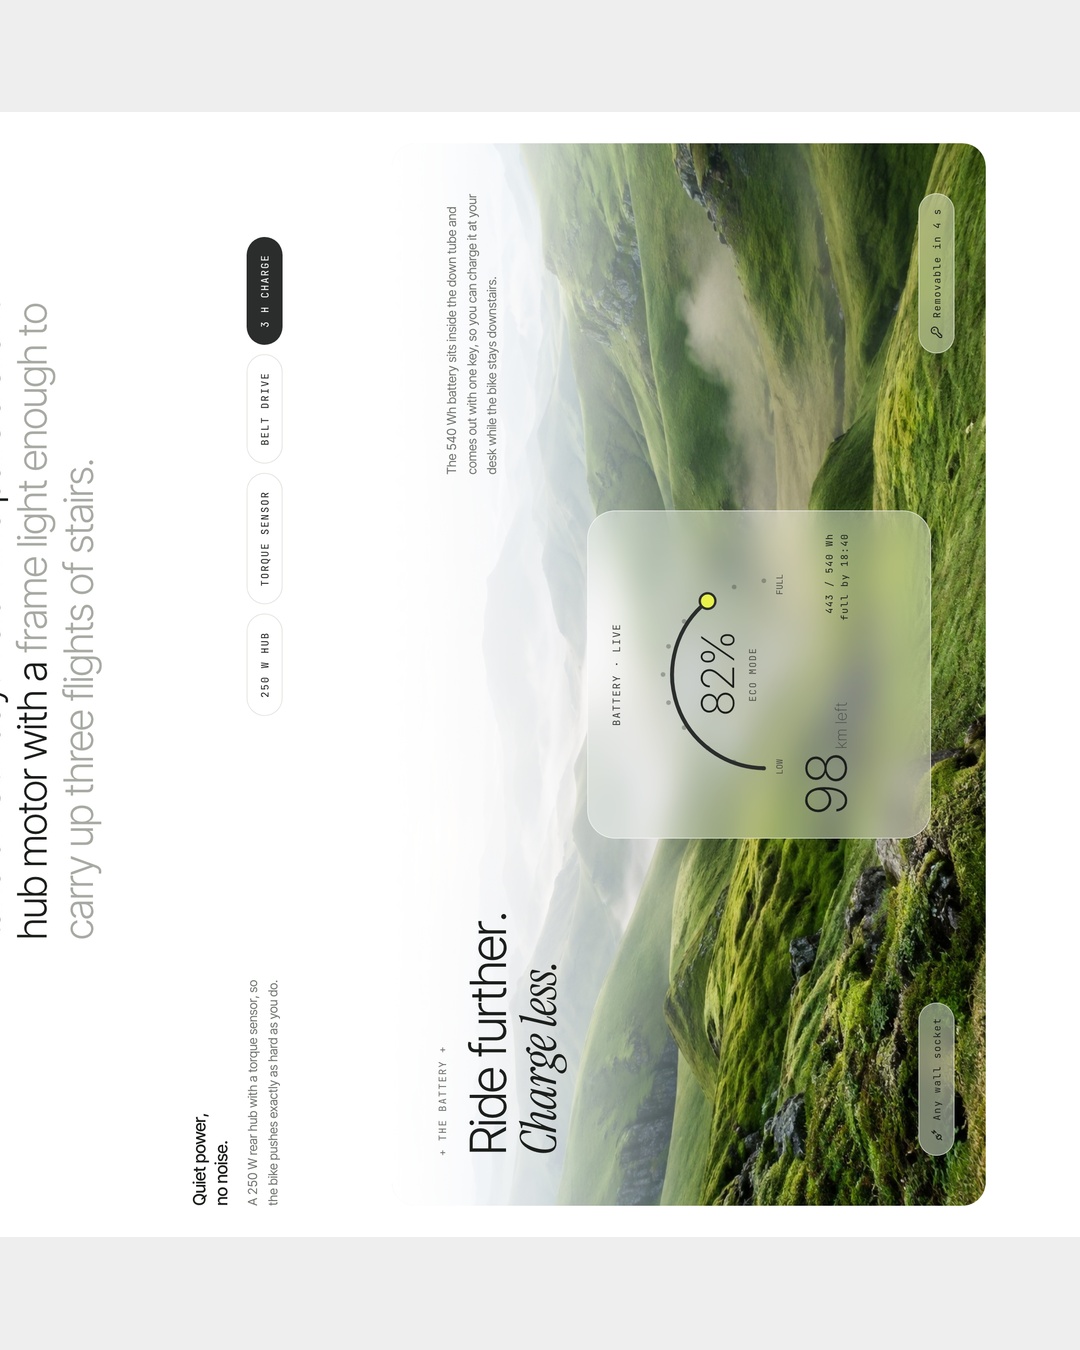 hub motor with a frame light enough to
carry up three flights of stairs.
Quiet power,
no noise.
A 250 W rear hub with a torque sensor, so
the bike pushes exactly as hard as you do.
250 W HUB
TORQUE SENSOR
BELT DRIVE
3 H CHARGE
+ THE BATTERY +
Ride further.
Charge less.
The 540 Wh battery sits inside the down tube and
comes out with one key, so you can charge it at your
desk while the bike stays downstairs.
BATTERY · LIVE
82%
ECO MODE
LOW
FULL
98 km left
443 / 540 Wh
full by 18:40
Any wall socket
Removable in 4 s